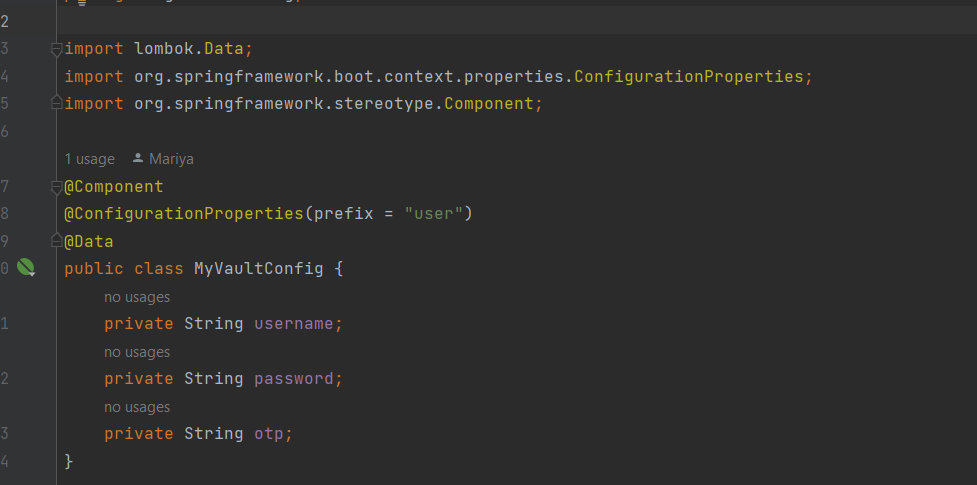 2
3 import lombok.Data;
4 import org.springframework.boot.context.properties.ConfigurationProperties;
5 import org.springframework.stereotype.Component;
6
1 usage Mariya
7 @Component
8 @ConfigurationProperties(prefix = "user")
9 @Data
0 public class MyVaultConfig {
no usages
1 private String username;
no usages
2 private String password;
no usages
3 private String otp;
4 }